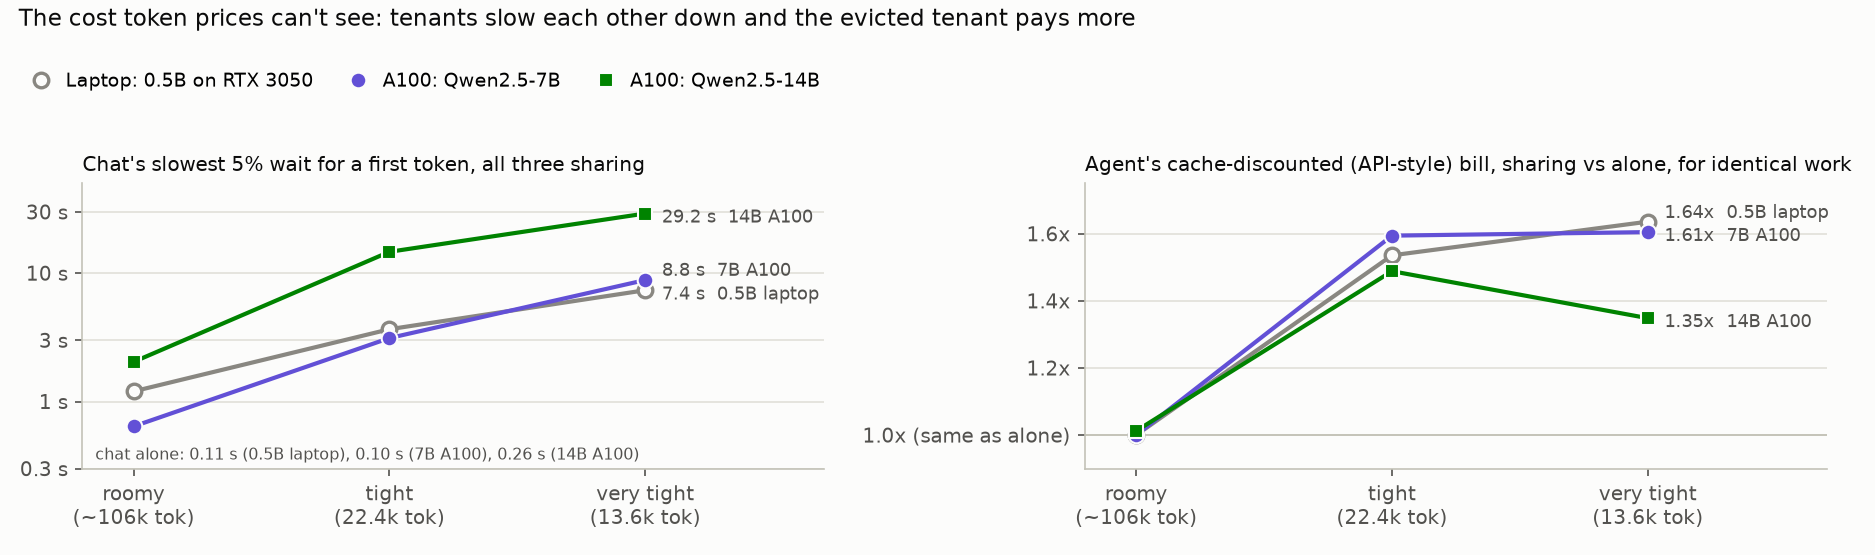 The cost token prices can't see: tenants slow each other down and the evicted tenant pays more
Laptop: 0.5B on RTX 3050
A100: Qwen2.5-7B
A100: Qwen2.5-14B
Chat's slowest 5% wait for a first token, all three sharing
30 s
10 s
3 s
1 s
0.3 s
29.2 s 14B A100
8.8 s 7B A100
7.4 s 0.5B laptop
chat alone: 0.11 s (0.5B laptop), 0.10 s (7B A100), 0.26 s (14B A100)
roomy
(~106k tok)
tight
(22.4k tok)
very tight
(13.6k tok)
Agent's cache-discounted (API-style) bill, sharing vs alone, for identical work
1.6x
1.4x
1.2x
1.0x (same as alone)
1.64x 0.5B laptop
1.61x 7B A100
1.35x 14B A100
roomy
(~106k tok)
tight
(22.4k tok)
very tight
(13.6k tok)